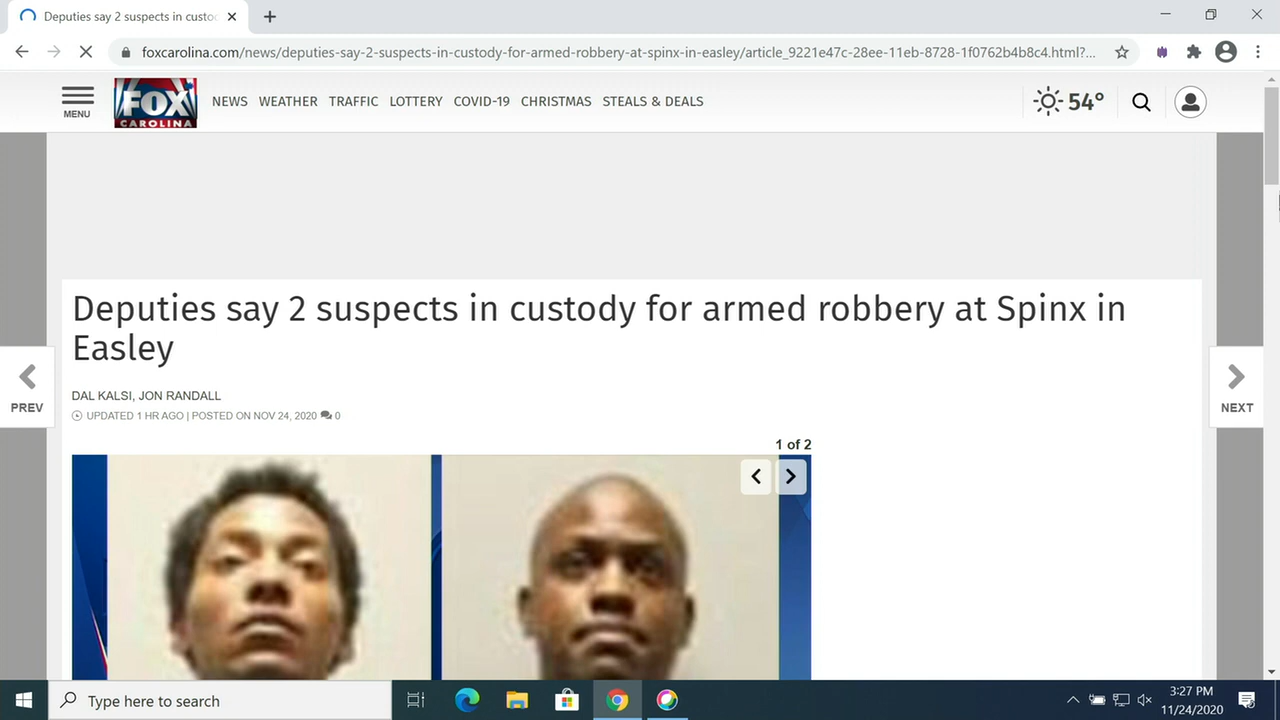 Deputies say 2 suspects in custo
foxcarolina.com/news/deputies-say-2-suspects-in-custody-for-armed-robbery-at-spinx-in-easley/article_9221e47c-28ee-11eb-8728-1f0762b4b8c4.html?...
MENU
FOX
CAROLINA
NEWS WEATHER TRAFFIC LOTTERY COVID-19 CHRISTMAS STEALS & DEALS
54°
Deputies say 2 suspects in custody for armed robbery at Spinx in
Easley
PREV
NEXT
DAL KALSI, JON RANDALL
UPDATED 1 HR AGO | POSTED ON NOV 24, 2020 0
1 of 2
Type here to search
3:27 PM
11/24/2020